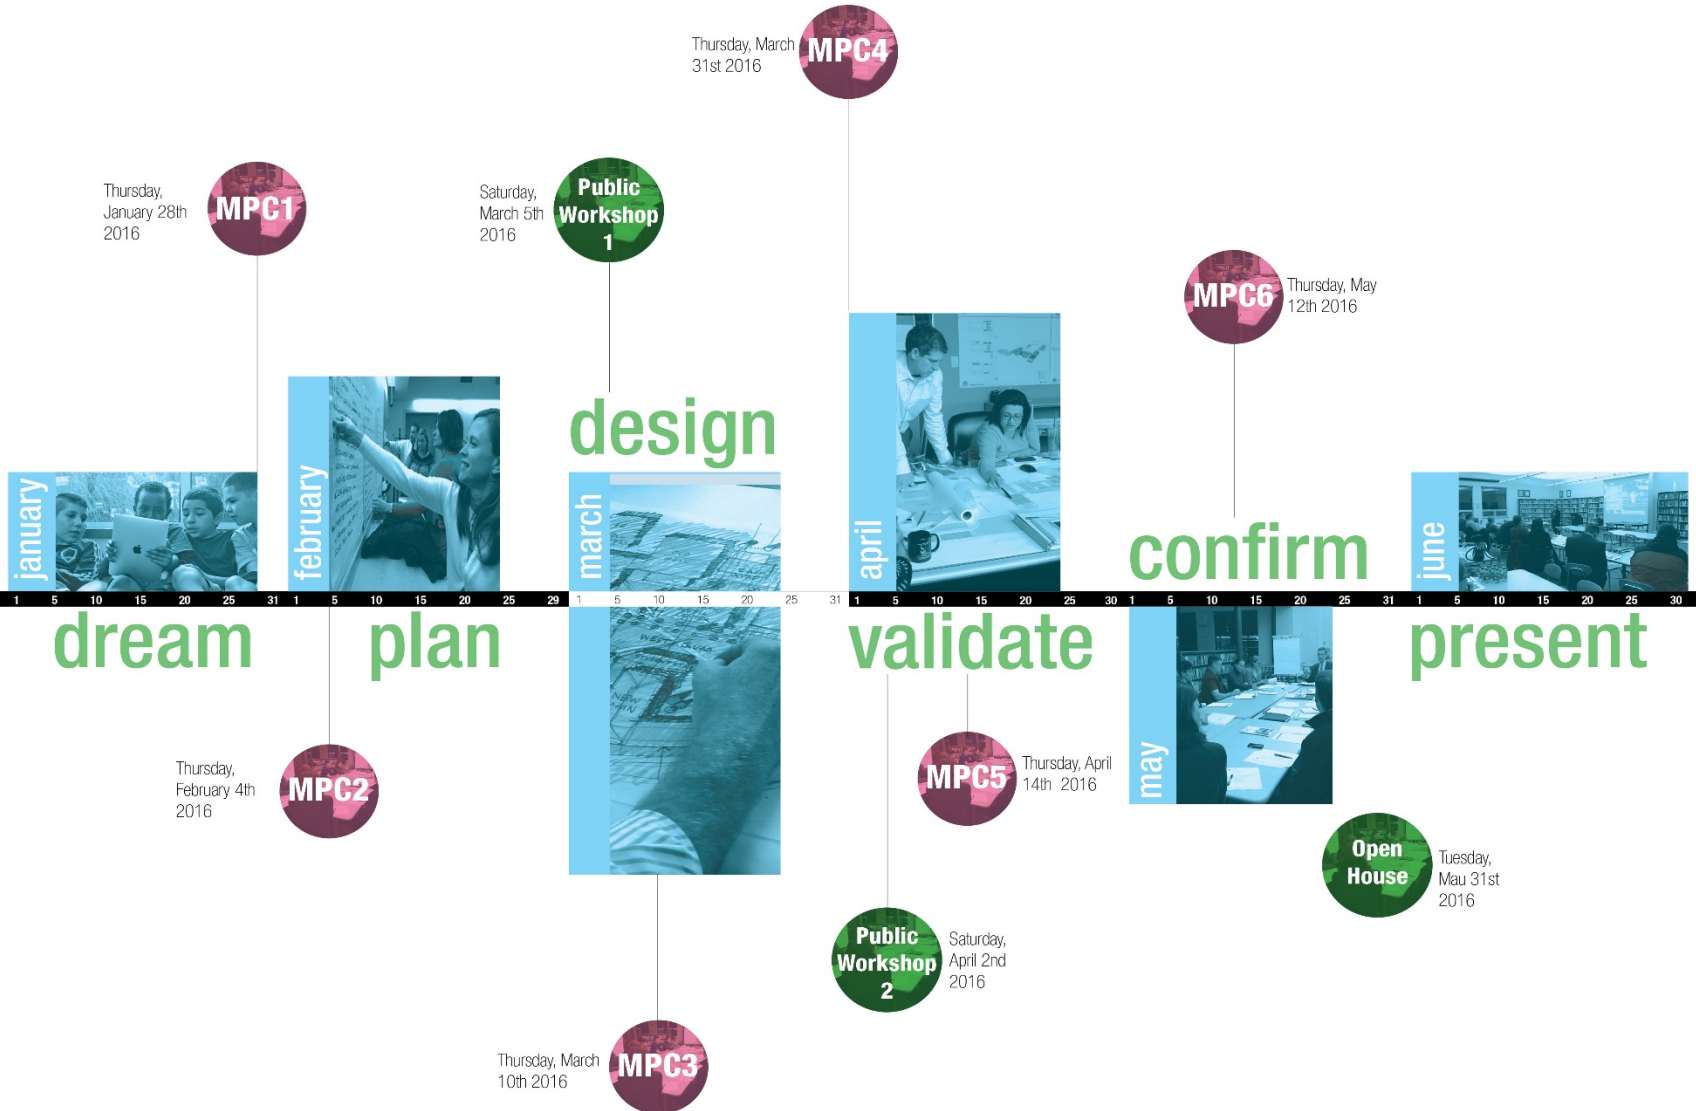 Thursday, March
31st 2016
MPC4
Thursday,
January 28th
2016
MPC1
Saturday,
March 5th
2016
Public
Workshop
1
MPC6
Thursday, May
12th 2016
design
confirm
january
february
march
april
june
1 5 10 15 20 25 31 1 5 10 15 20 25 29 1 5 10 15 20 25 31 1 5 10 15 20 25 30 1 5 10 15 20 25 31 1 5 10 15 20 25 30
dream
plan
validate
present
may
Thursday,
February 4th
2016
MPC2
MPC5
Thursday, April
14th 2016
Open
House
Tuesday,
Mau 31st
2016
Public
Workshop
2
Saturday,
April 2nd
2016
Thursday, March
10th 2016
MPC3